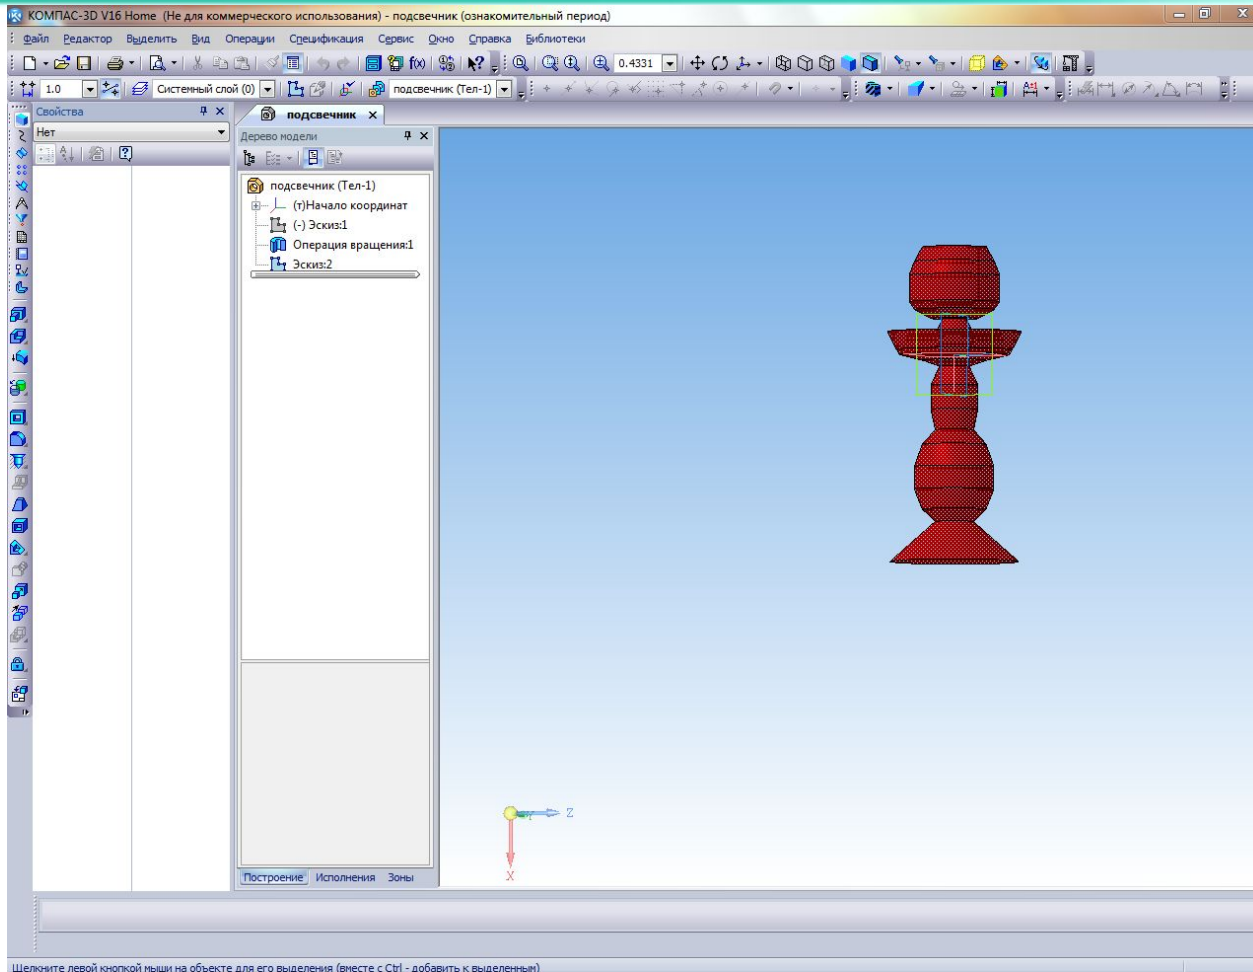 КОМПАС-3D V16 Home (Не для коммерческого использования) - подсвечник (ознакомительный период)
Файл Редактор Выделить Вид Операции Спецификация Сервис Окно Справка Библиотеки
0.4331
1.0 Системный слой (0) подсвечник (Тел-1)
Свойства
Нет
подсвечник
Дерево модели
подсвечник (Тел-1)
(т)Начало координат
(-) Эскиз:1
Операция вращения:1
Эскиз:2
Z
X
Построение Исполнения Зоны
Щелкните левой кнопкой мыши на объекте для его выделения (вместе с Ctrl - добавить к выделенным)